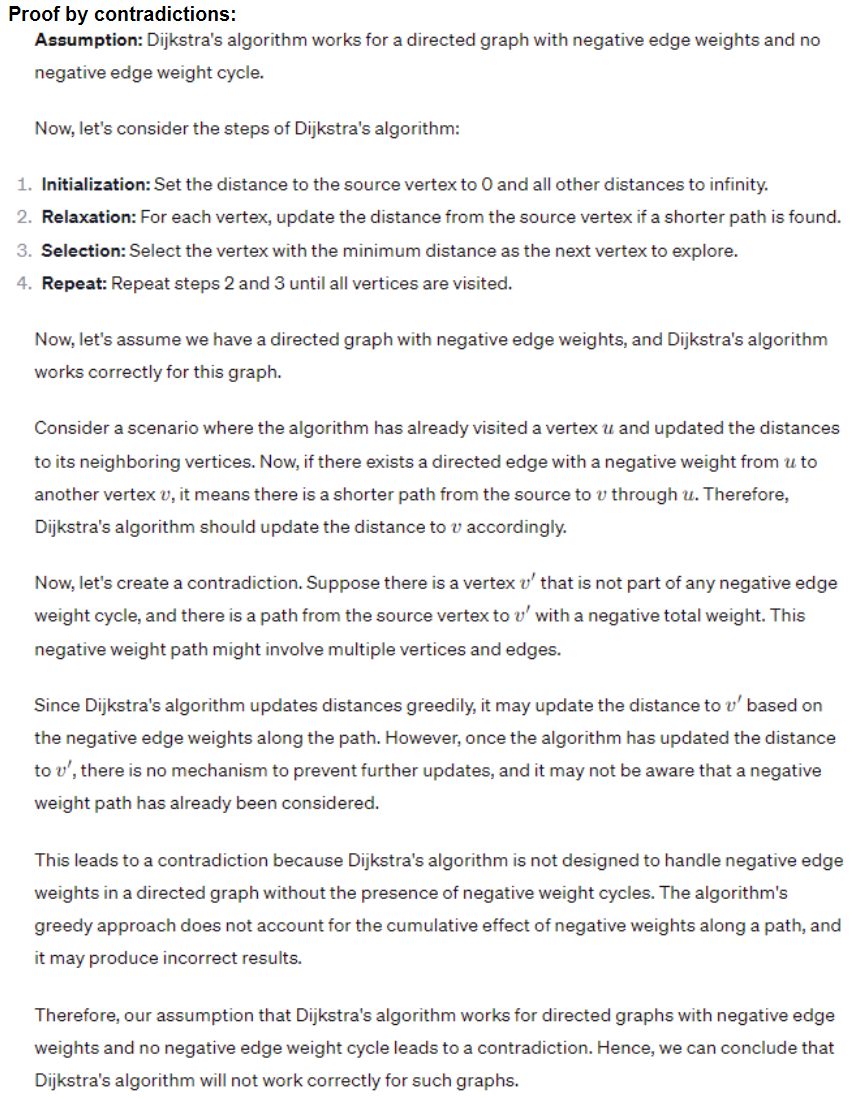 Proof by contradictions:
Assumption: Dijkstra's algorithm works for a directed graph with negative edge weights and no
negative edge weight cycle.
Now, let's consider the steps of Dijkstra's algorithm:
1. Initialization: Set the distance to the source vertex to 0 and all other distances to infinity.
2. Relaxation: For each vertex, update the distance from the source vertex if a shorter path is found.
3. Selection: Select the vertex with the minimum distance as the next vertex to explore.
4. Repeat: Repeat steps 2 and 3 until all vertices are visited.
Now, let's assume we have a directed graph with negative edge weights, and Dijkstra's algorithm
works correctly for this graph.
Consider a scenario where the algorithm has already visited a vertex u and updated the distances
to its neighboring vertices. Now, if there exists a directed edge with a negative weight from u to
another vertex v, it means there is a shorter path from the source to v through u. Therefore,
Dijkstra's algorithm should update the distance to v accordingly.
Now, let's create a contradiction. Suppose there is a vertex v′ that is not part of any negative edge
weight cycle, and there is a path from the source vertex to v′ with a negative total weight. This
negative weight path might involve multiple vertices and edges.
Since Dijkstra's algorithm updates distances greedily, it may update the distance to v′ based on
the negative edge weights along the path. However, once the algorithm has updated the distance
to v′, there is no mechanism to prevent further updates, and it may not be aware that a negative
weight path has already been considered.
This leads to a contradiction because Dijkstra's algorithm is not designed to handle negative edge
weights in a directed graph without the presence of negative weight cycles. The algorithm's
greedy approach does not account for the cumulative effect of negative weights along a path, and
it may produce incorrect results.
Therefore, our assumption that Dijkstra's algorithm works for directed graphs with negative edge
weights and no negative edge weight cycle leads to a contradiction. Hence, we can conclude that
Dijkstra's algorithm will not work correctly for such graphs.